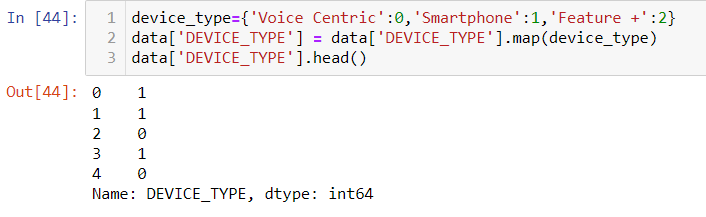 In [44]: 1 device_type={'Voice Centric':0,'Smartphone':1,'Feature +':2}
2 data['DEVICE_TYPE'] = data['DEVICE_TYPE'].map(device_type)
3 data['DEVICE_TYPE'].head()
Out[44]: 0 1
1 1
2 0
3 1
4 0
Name: DEVICE_TYPE, dtype: int64